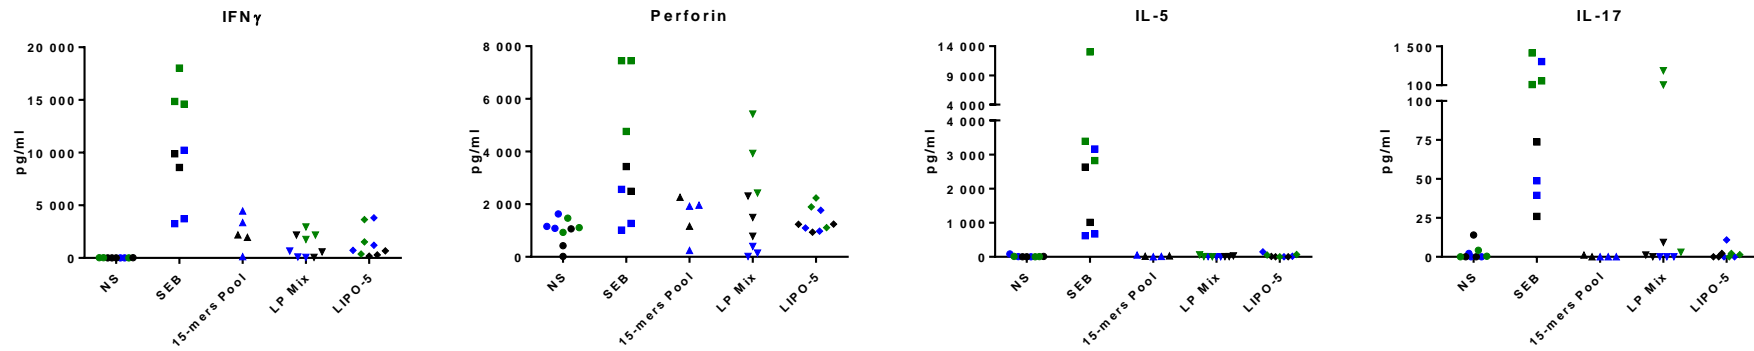 IFNγ
20 000
15 000
10 000
5 000
0
pg/ml
NS
SEB
15-mers Pool
LP Mix
LIPO-5
Perforin
8 000
6 000
4 000
2 000
0
pg/ml
NS
SEB
15-mers Pool
LP Mix
LIPO-5
IL-5
14 000
9 000
4 000
4 000
3 000
2 000
1 000
0
pg/ml
NS
SEB
15-mers Pool
LP Mix
LIPO-5
IL-17
1 500
100
100
75
50
25
0
pg/ml
NS
SEB
15-mers Pool
LP Mix
LIPO-5